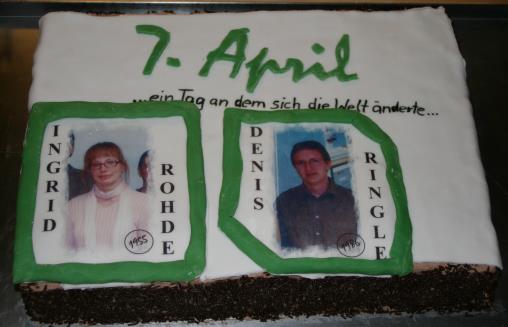 7. April
...ein Tag an dem sich die Welt änderte...
INGRID
ROHDE
1955
DENIS
RINGLE
1986